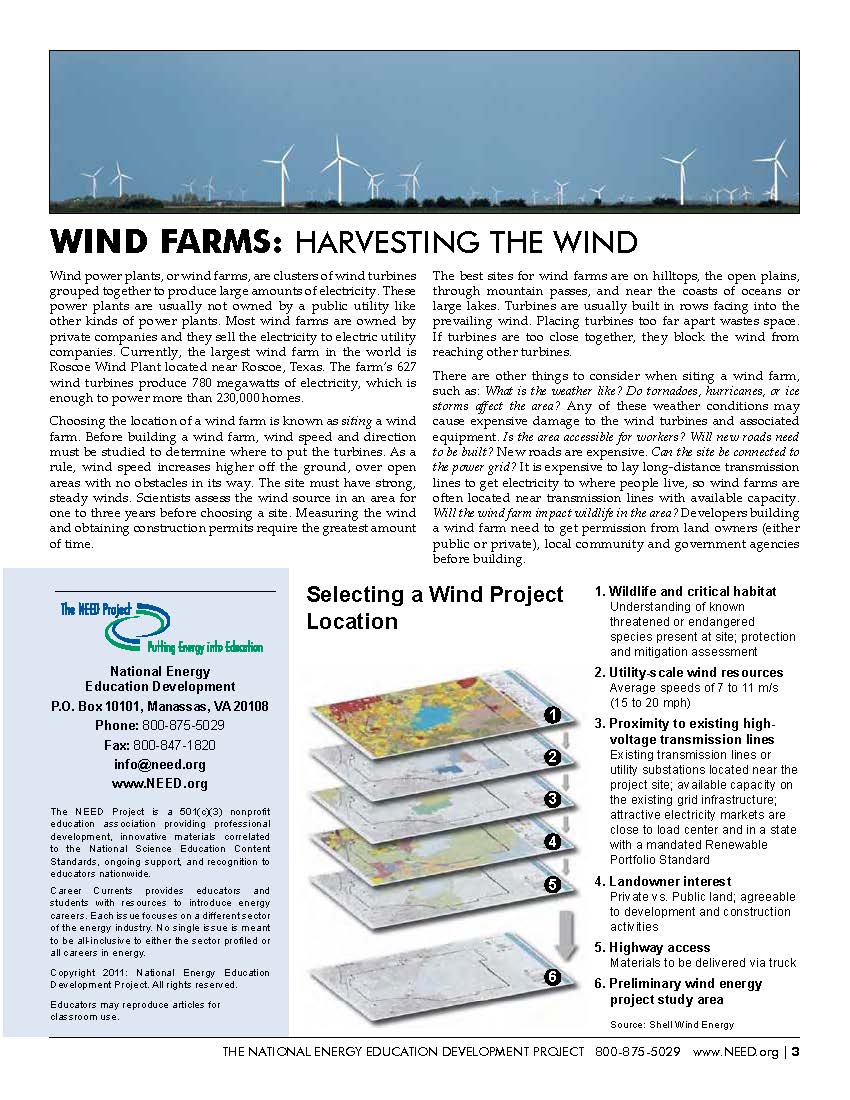 WIND FARMS: HARVESTING THE WIND
Wind power plants, or wind farms, are clusters of wind turbines
grouped together to produce large amounts of electricity. These
power plants are usually not owned by a public utility like
other kinds of power plants. Most wind farms are owned by
private companies and they sell the electricity to electric utility
companies. Currently, the largest wind farm in the world is
Roscoe Wind Plant located near Roscoe, Texas. The farm's 627
wind turbines produce 780 megawatts of electricity, which is
enough to power more than 230,000 homes.
Choosing the location of a wind farm is known as siting a wind
farm. Before building a wind farm, wind speed and direction
must be studied to determine where to put the turbines. As a
rule, wind speed increases higher off the ground, over open
areas with no obstacles in its way. The site must have strong,
steady winds. Scientists assess the wind source in an area for
one to three years before choosing a site. Measuring the wind
and obtaining construction permits require the greatest amount
of time.
The best sites for wind farms are on hilltops, the open plains,
through mountain passes, and near the coasts of oceans or
large lakes. Turbines are usually built in rows facing into the
prevailing wind. Placing turbines too far apart wastes space.
If turbines are too close together, they block the wind from
reaching other turbines.
There are other things to consider when siting a wind farm,
such as: What is the weather like? Do tornadoes, hurricanes, or ice
storms affect the area? Any of these weather conditions may
cause expensive damage to the wind turbines and associated
equipment. Is the area accessible for workers? Will new roads need
to be built? New roads are expensive. Can the site be connected to
the power grid? It is expensive to lay long-distance transmission
lines to get electricity to where people live, so wind farms are
often located near transmission lines with available capacity.
Will the wind farm impact wildlife in the area? Developers building
a wind farm need to get permission from land owners (either
public or private), local community and government agencies
before building.
The NEED Project
Putting Energy into Education
National Energy
Education Development
P.O. Box 10101, Manassas, VA 20108
Phone: 800-875-5029
Fax: 800-847-1820
info@need.org
www.NEED.org
The NEED Project is a 501(c)(3) nonprofit
education association providing professional
development, innovative materials correlated
to the National Science Education Content
Standards, ongoing support, and recognition to
educators nationwide.
Career Currents provides educators and
students with resources to introduce energy
careers. Each issue focuses on a different sector
of the energy industry. No single issue is meant
to be all-inclusive to either the sector profiled or
all careers in energy.
Copyright 2011: National Energy Education
Development Project. All rights reserved.
Educators may reproduce articles for
classroom use.
Selecting a Wind Project
Location
1
2
3
4
5
6
1. Wildlife and critical habitat
Understanding of known
threatened or endangered
species present at site; protection
and mitigation assessment
2. Utility-scale wind resources
Average speeds of 7 to 11 m/s
(15 to 20 mph)
3. Proximity to existing high-
voltage transmission lines
Existing transmission lines or
utility substations located near the
project site; available capacity on
the existing grid infrastructure;
attractive electricity markets are
close to load center and in a state
with a mandated Renewable
Portfolio Standard
4. Landowner interest
Private vs. Public land; agreeable
to development and construction
activities
5. Highway access
Materials to be delivered via truck
6. Preliminary wind energy
project study area
Source: Shell Wind Energy
THE NATIONAL ENERGY EDUCATION DEVELOPMENT PROJECT 800-875-5029 www.NEED.org | 3